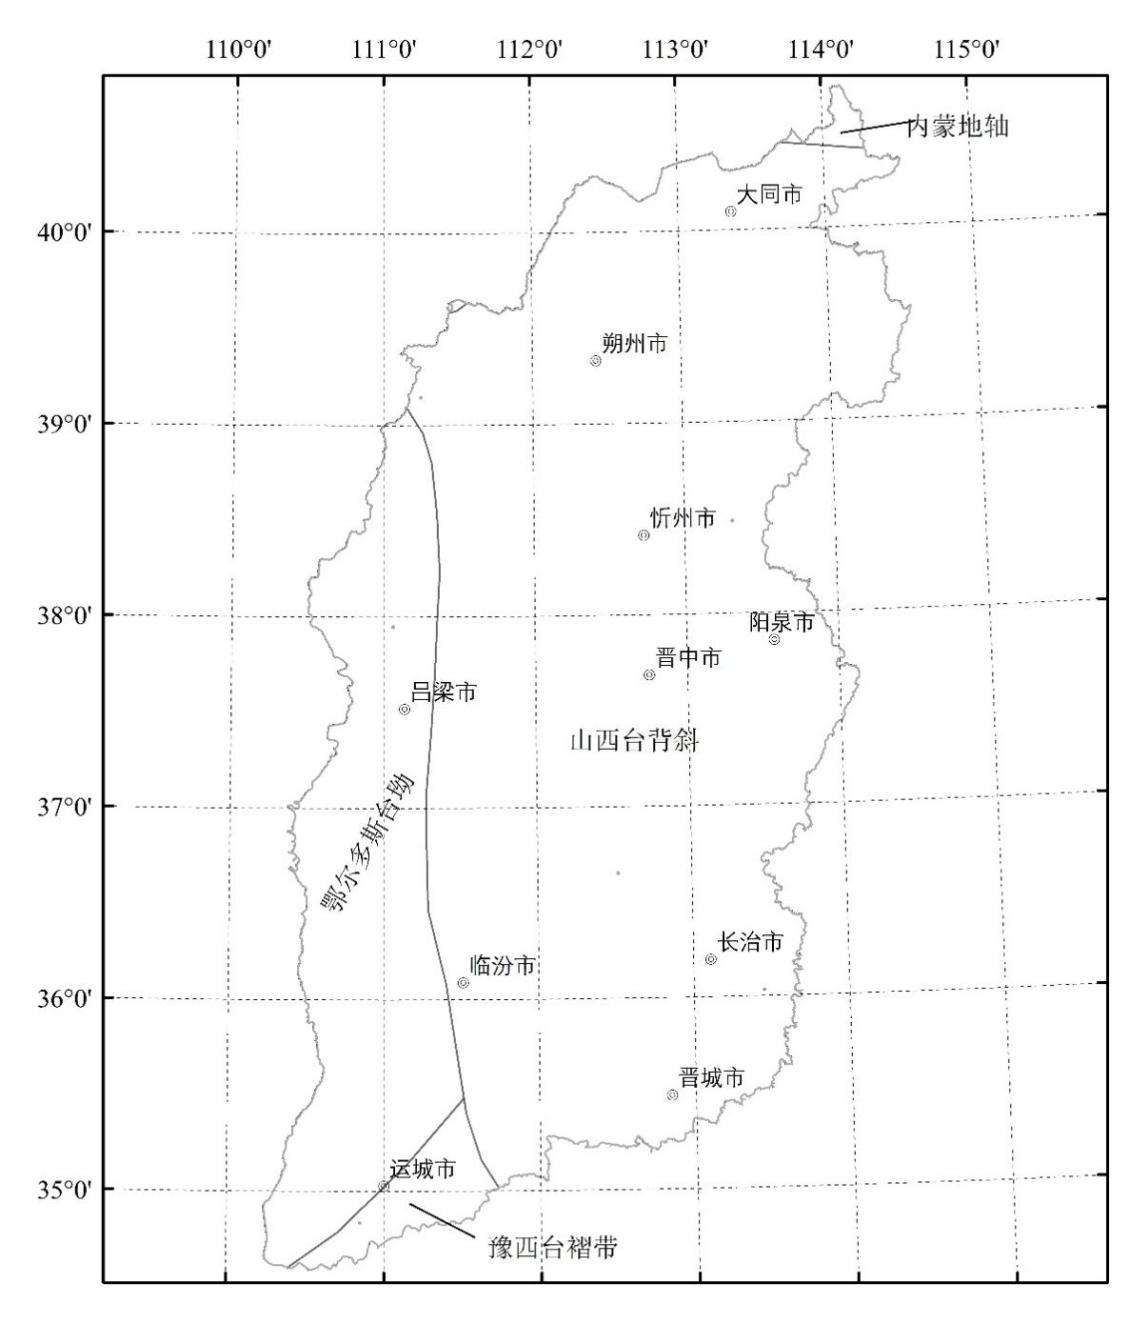 110°0'
111°0'
112°0'
113°0'
114°0'
115°0'
内蒙地轴
大同市
40°0'
朔州市
39°0'
忻州市
38°0'
阳泉市
晋中市
吕梁市
山西台背斜
37°0'
鄂尔多斯台坳
长治市
临汾市
36°0'
晋城市
运城市
35°0'
豫西台褶带